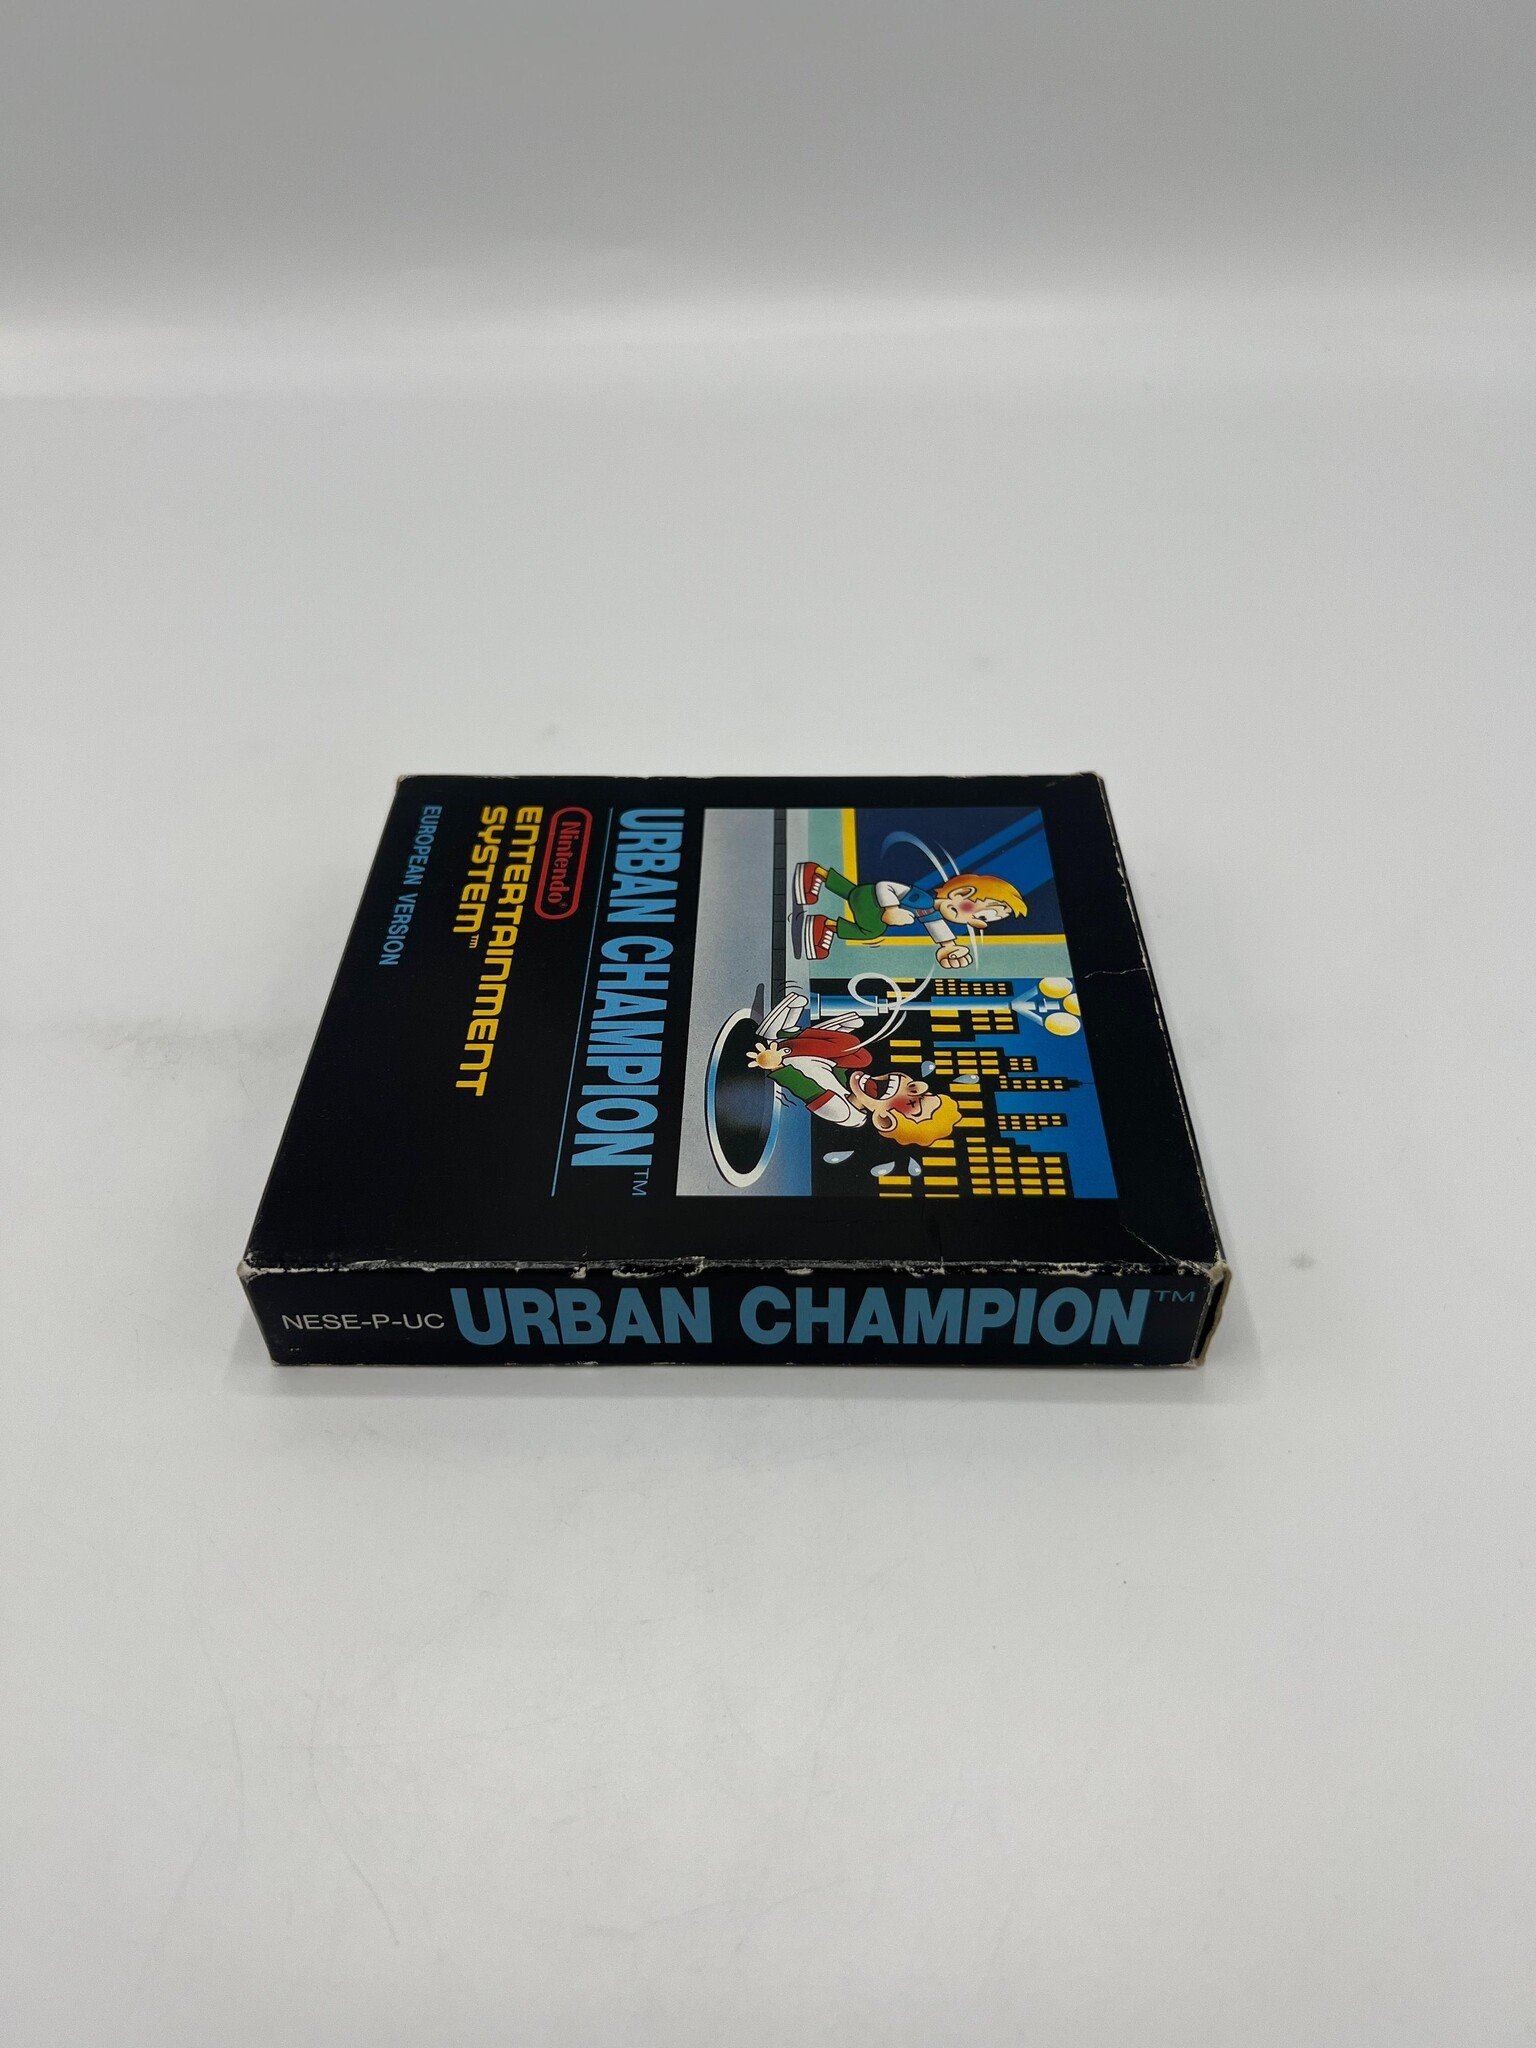 URBAN CHAMPION™
Nintendo®
ENTERTAINMENT
SYSTEM™
EUROPEAN VERSION
NESE-P-UC URBAN CHAMPION™